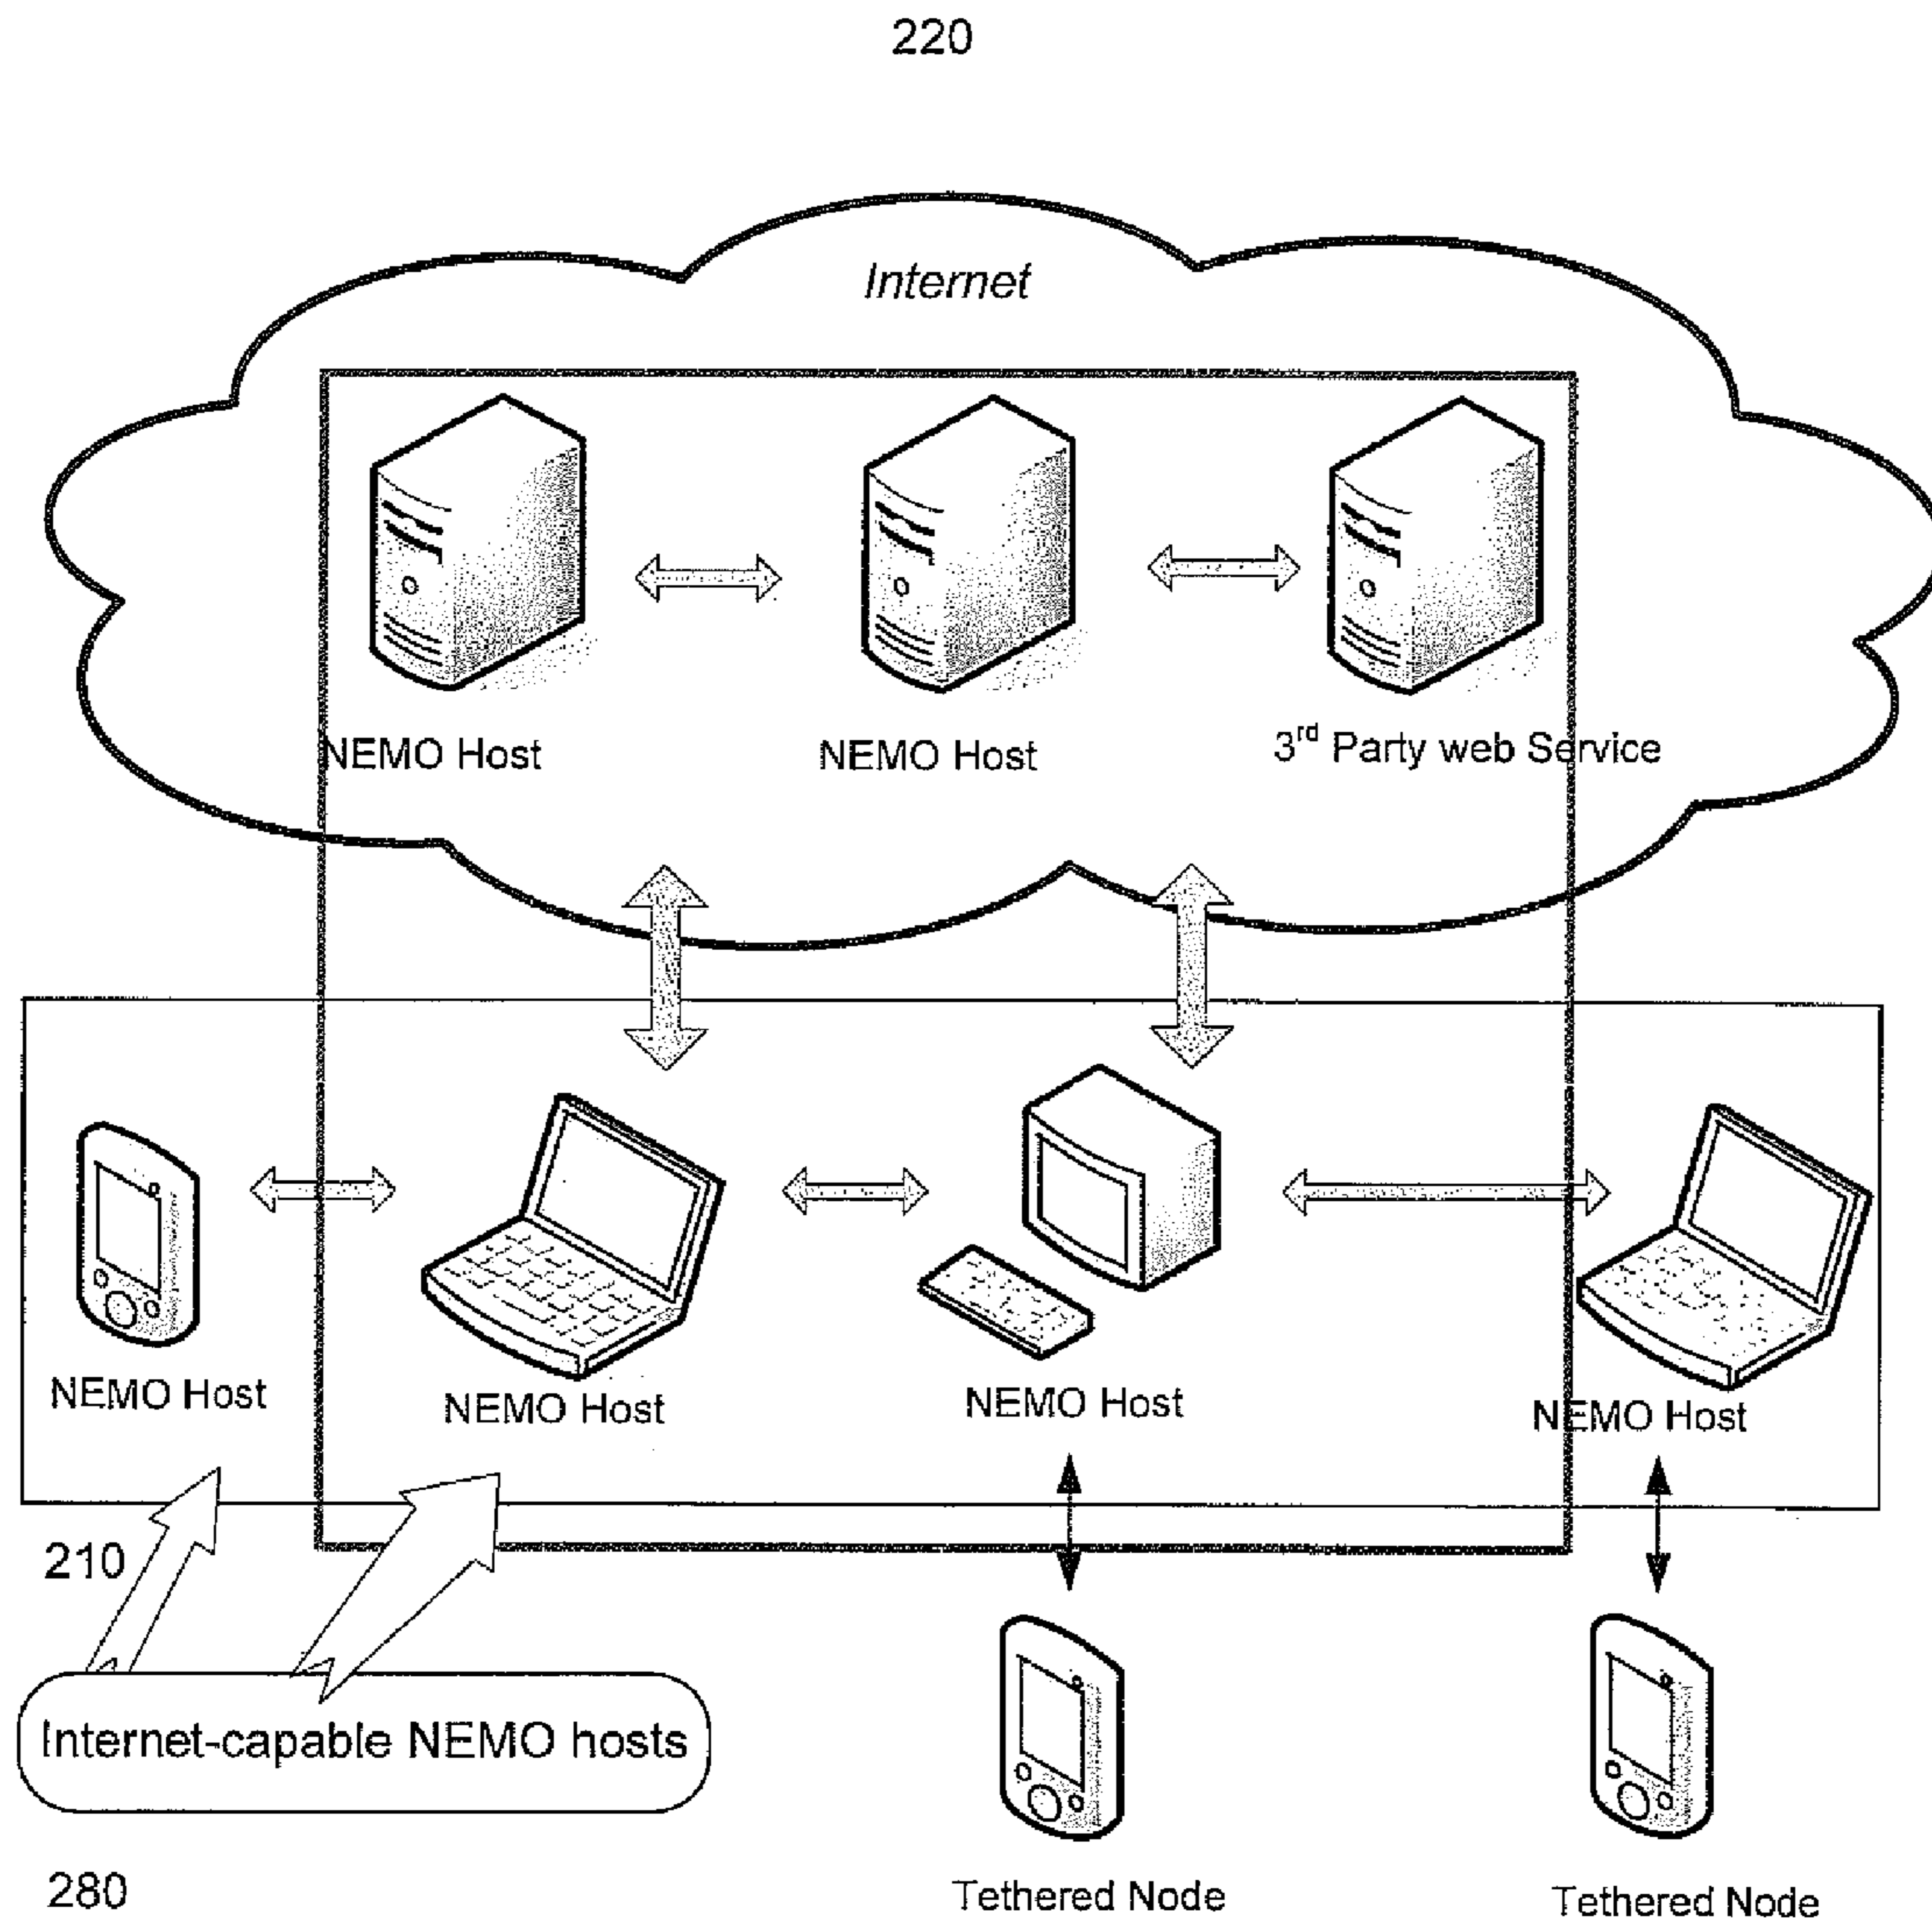 220
Internet
NEMO Host
NEMO Host
3rd Party web Service
NEMO Host
NEMO Host
NEMO Host
NEMO Host
210
Internet-capable NEMO hosts
280
Tethered Node
Tethered Node